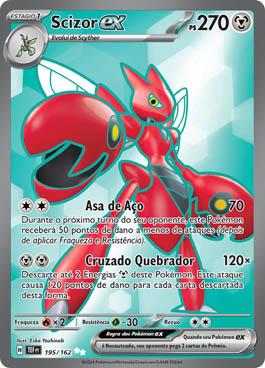 ESTÁGIO 1
Scizor ex
PS 270
Evolui de Scyther
Asa de Aço 70
Durante o próximo turno do seu oponente, este Pokémon
receberá 50 pontos de dano a menos de ataques (depois
de aplicar Fraqueza e Resistência).
Cruzado Quebrador 120×
Descarte até 2 Energias deste Pokémon. Este ataque
causa 120 pontos de dano para cada carta descartada
desta forma.
Fraqueza ×2 Resistência -30 Recuo
Ilust. Eske Yoshinob
TEF PT 195/162
Regra dos Pokémon ex
Quando seu Pokémon ex
é Nocauteado, seu oponente pega 2 cartas de Prêmio.
©2024 Pokémon/Nintendo/Creatures/GAME FREAK